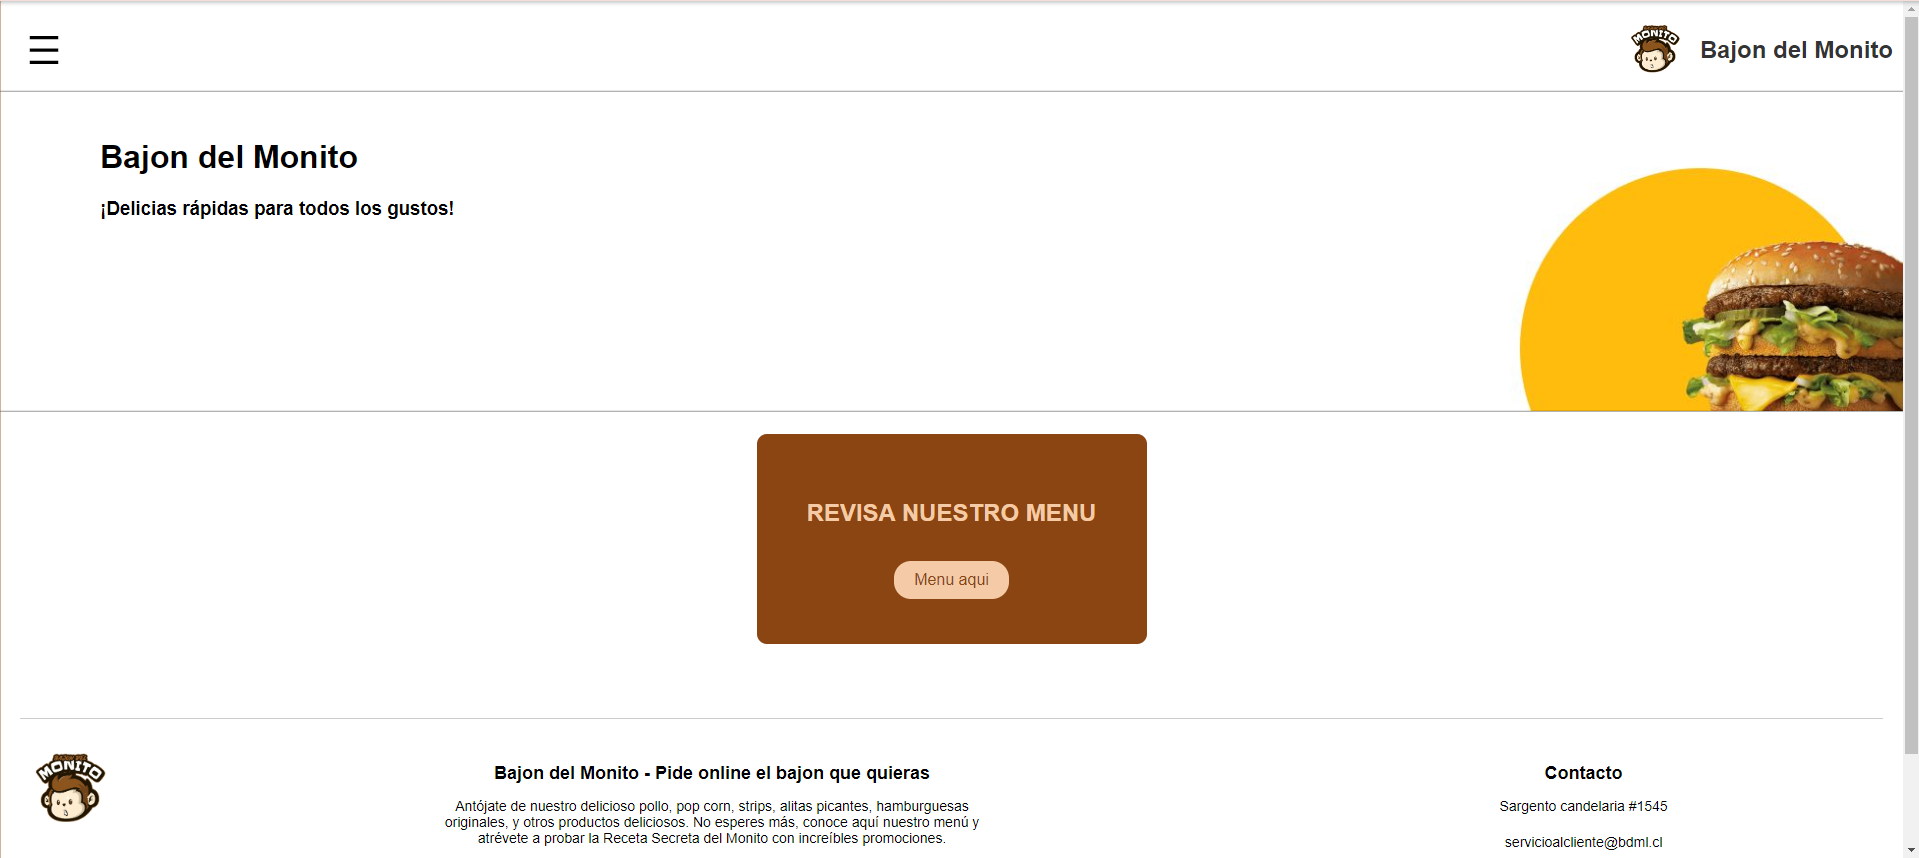 MONITO
Bajon del Monito
Bajon del Monito
¡Delicias rápidas para todos los gustos!
REVISA NUESTRO MENU
Menu aqui
MONITO
Bajon del Monito - Pide online el bajon que quieras
Antójate de nuestro delicioso pollo, pop corn, strips, alitas picantes, hamburguesas
originales, y otros productos deliciosos. No esperes más, conoce aquí nuestro menú y
atrévete a probar la Receta Secreta del Monito con increíbles promociones.
Contacto
Sargento candelaria #1545
servicioalcliente@bdml.cl